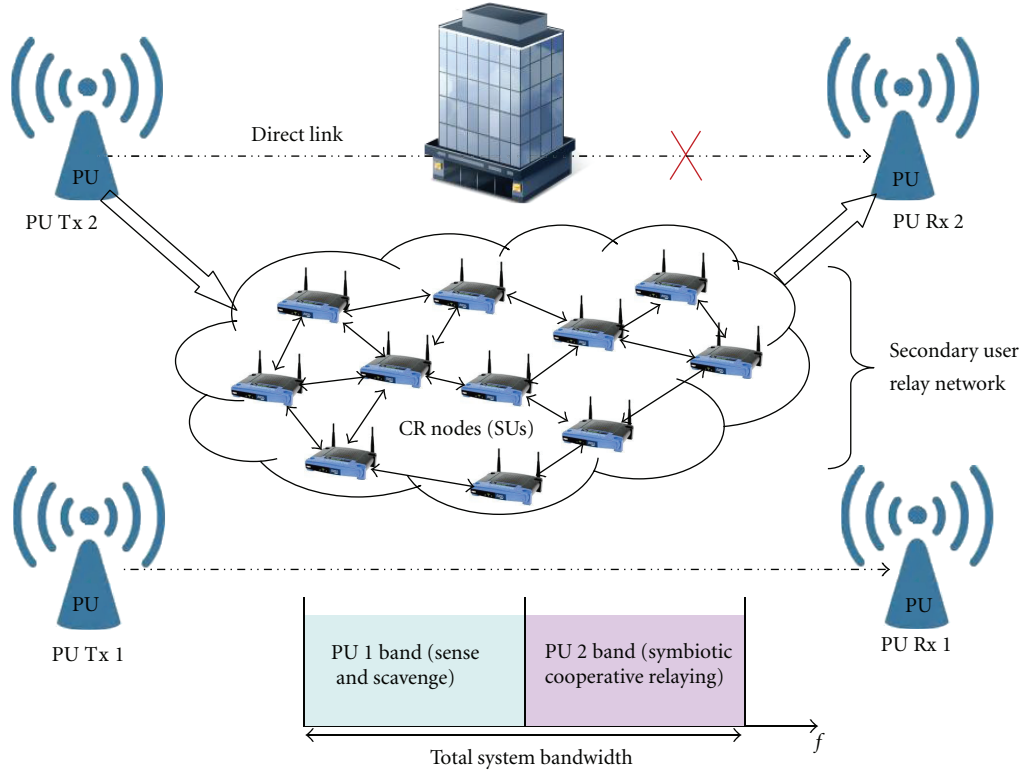 Direct link
PU
PU
PU Tx 2
PU Rx 2
Secondary user
relay network
CR nodes (SUs)
PU
PU
PU Tx 1
PU Rx 1
PU 1 band (sense
and scavenge)
PU 2 band (symbiotic
cooperative relaying)
f
Total system bandwidth